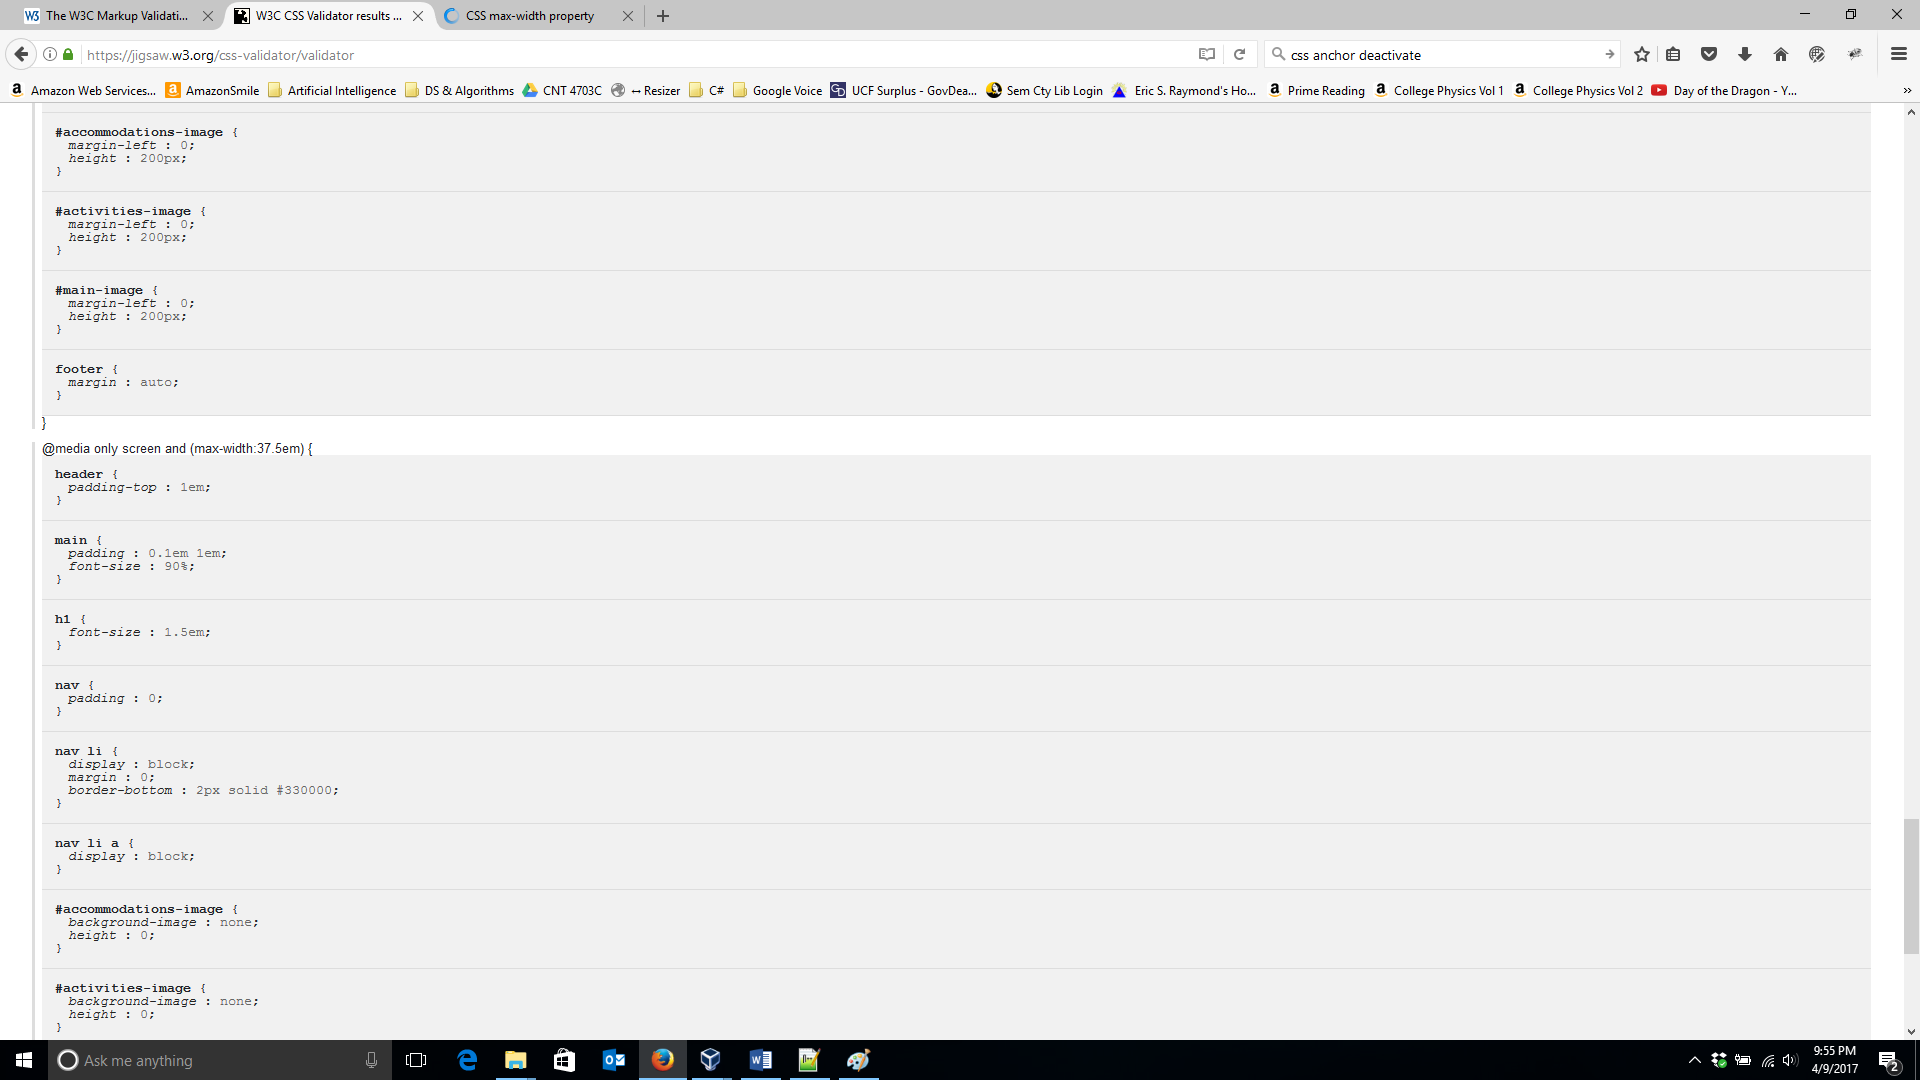 The W3C Markup Validati...
W3C CSS Validator results ...
CSS max-width property
https://jigsaw.w3.org/css-validator/validator
css anchor deactivate
Amazon Web Services...
AmazonSmile
Artificial Intelligence
DS & Algorithms
CNT 4703C
↔ Resizer
C#
Google Voice
UCF Surplus - GovDea...
Sem Cty Lib Login
Eric S. Raymond's Ho...
Prime Reading
College Physics Vol 1
College Physics Vol 2
Day of the Dragon - Y...
#accommodations-image {
margin-left : 0;
height : 200px;
}
#activities-image {
margin-left : 0;
height : 200px;
}
#main-image {
margin-left : 0;
height : 200px;
}
footer {
margin : auto;
}
}
@media only screen and (max-width:37.5em) {
header {
padding-top : 1em;
}
main {
padding : 0.1em 1em;
font-size : 90%;
}
h1 {
font-size : 1.5em;
}
nav {
padding : 0;
}
nav li {
display : block;
margin : 0;
border-bottom : 2px solid #330000;
}
nav li a {
display : block;
}
#accommodations-image {
background-image : none;
height : 0;
}
#activities-image {
background-image : none;
height : 0;
}
Ask me anything
9:55 PM
4/9/2017
2